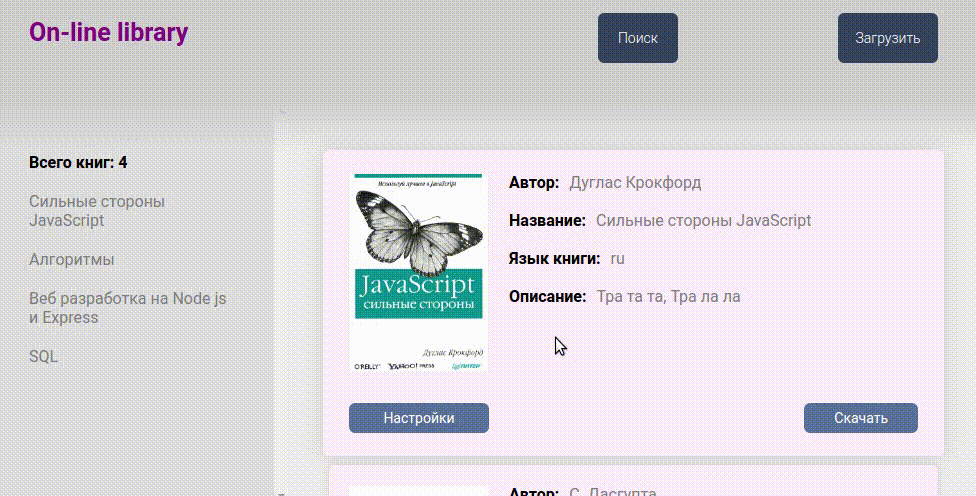 On-line library
Поиск
Загрузить
Всего книг: 4
Сильные стороны
JavaScript
Алгоритмы
Веб разработка на Node js
и Express
SQL
Используй лучшее в JavaScript
JavaScript
сильные стороны
Дуглас Крокфорд
O'REILLY
YAHOO! PRESS
Автор: Дуглас Крокфорд
Название: Сильные стороны JavaScript
Язык книги: ru
Описание: Тра та та, Тра ла ла
Настройки
Скачать
Автор: С. Дасгупта